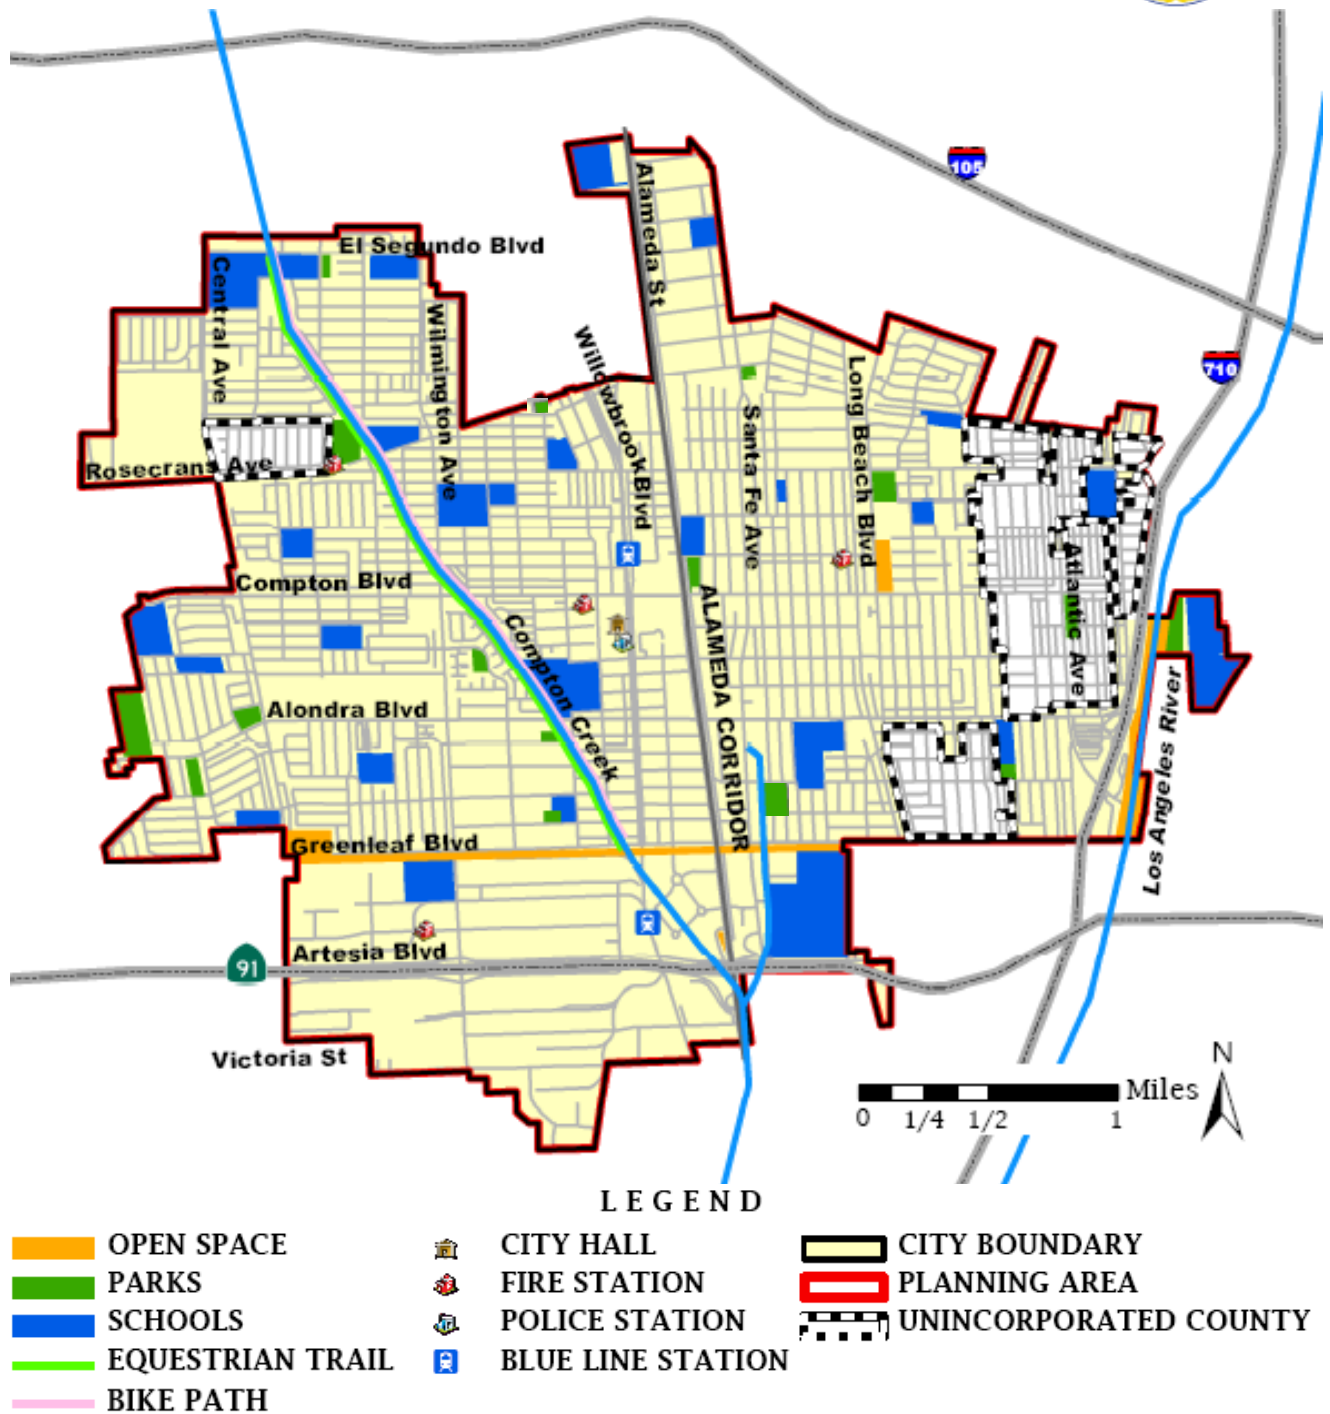 105
Alameda St
El Segundo Blvd
Central Ave
Wilmington Ave
Willowbrook Blvd
710
Long Beach Blvd
Santa Fe Ave
Rosecrans Ave
Atlantic Ave
Compton Blvd
ALAMEDA CORRIDOR
Compton Creek
Los Angeles River
Alondra Blvd
Greenleaf Blvd
Artesia Blvd
91
Victoria St
N
Miles
0 1/4 1/2 1
LEGEND
OPEN SPACE
PARKS
SCHOOLS
EQUESTRIAN TRAIL
BIKE PATH
CITY HALL
FIRE STATION
POLICE STATION
BLUE LINE STATION
CITY BOUNDARY
PLANNING AREA
UNINCORPORATED COUNTY